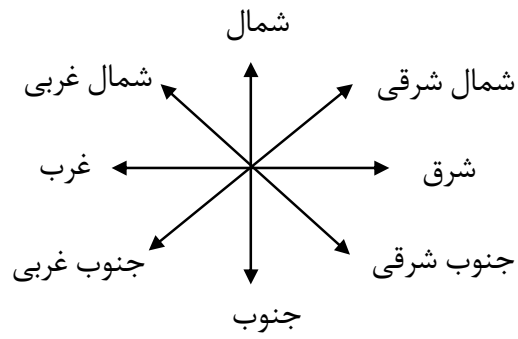 شمال
شمال شرقی
شمال غربی
شرق
غرب
جنوب شرقی
جنوب غربی
جنوب